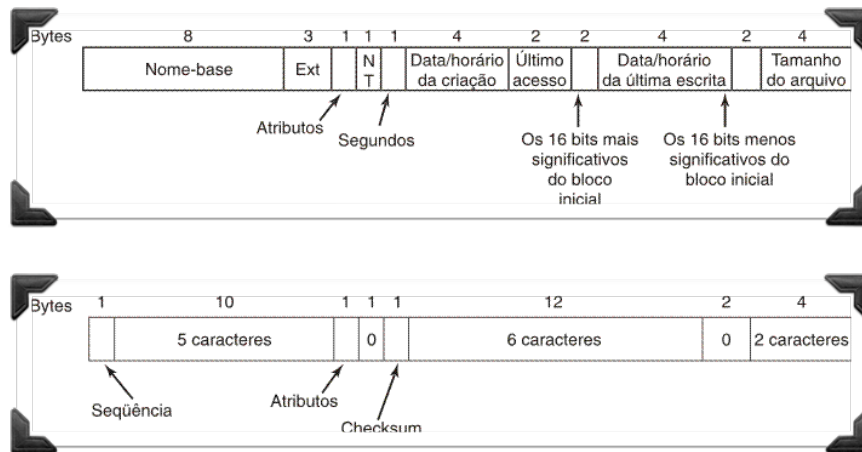 Bytes 8 3 1 1 1 4 2 2 4 2 4
Nome-base Ext N T Data/horário da criação Último acesso Data/horário da última escrita Tamanho do arquivo
Atributos
Segundos
Os 16 bits mais
significativos
do bloco
inicial
Os 16 bits menos
significativos do
bloco inicial
Bytes 1 10 1 1 1 12 2 4
5 caracteres 0 6 caracteres 0 2 caracteres
Seqüência
Atributos
Checksum